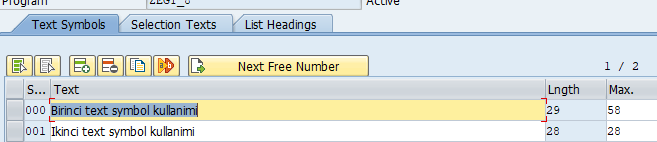 Program
Active
Text Symbols Selection Texts List Headings
Next Free Number 1 / 2
S... Text Lngth Max.
000 Birinci text symbol kullanimi 29 58
001 Ikinci text symbol kullanimi 28 28